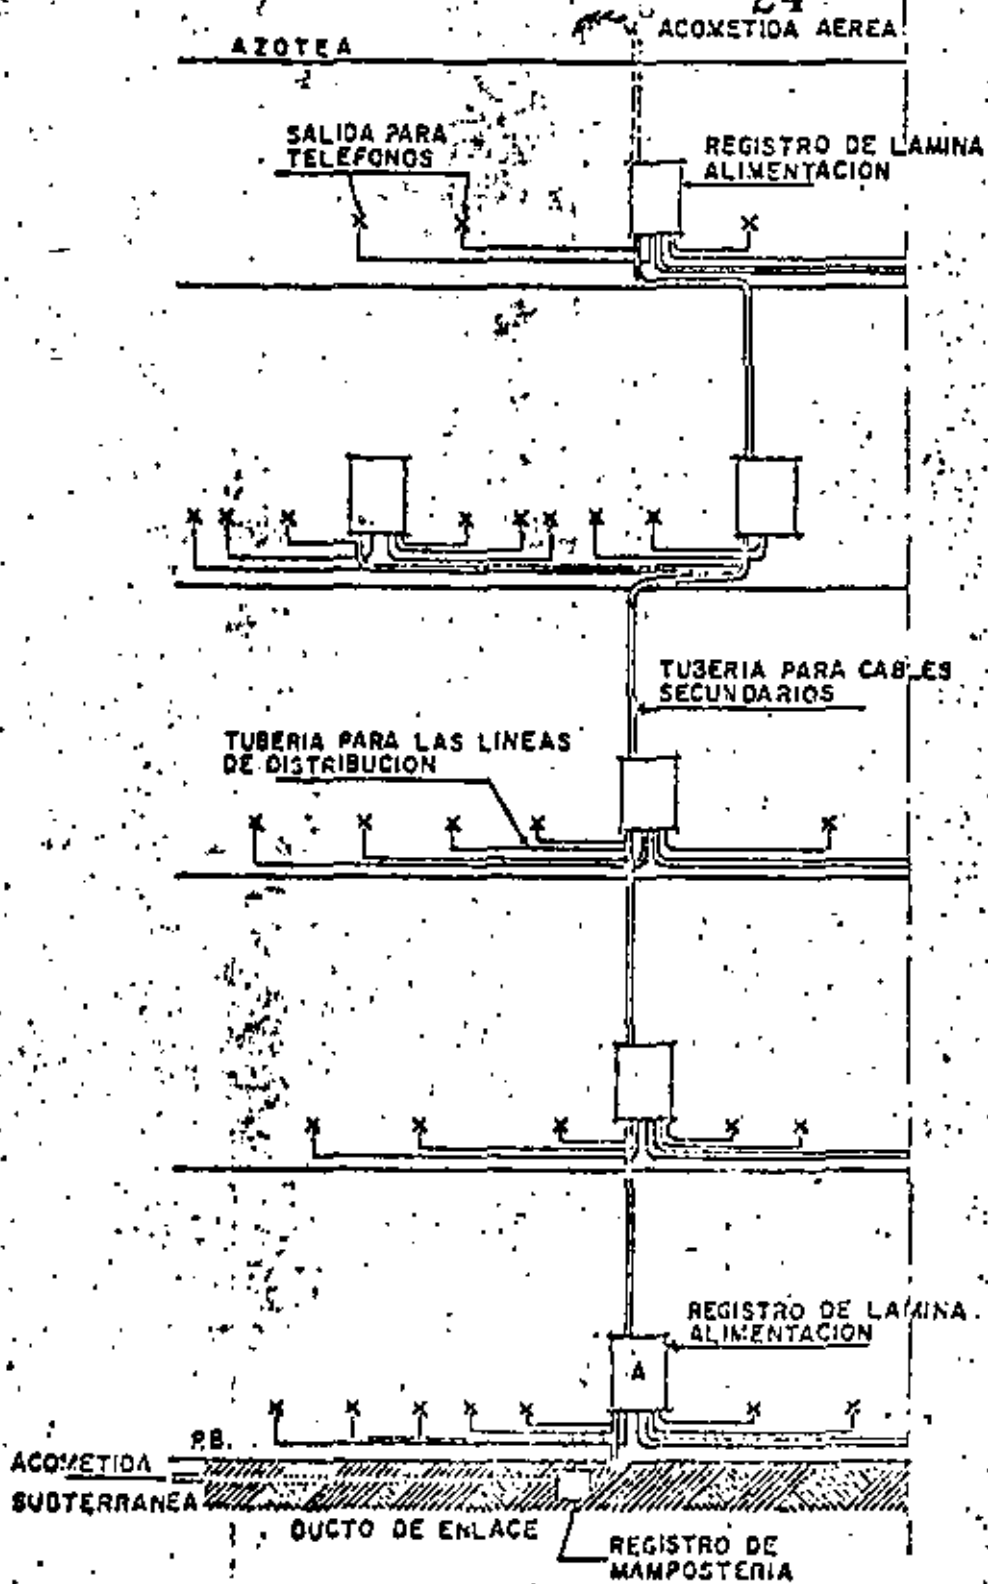 24
ACOMETIDA AEREA
AZOTEA
SALIDA PARA
TELEFONOS
REGISTRO DE LAMINA
ALIMENTACION
TUBERIA PARA CABLES
SECUNDARIOS
TUBERIA PARA LAS LINEAS
DE DISTRIBUCION
REGISTRO DE LAMINA
ALIMENTACION
A
P.B.
ACOMETIDA
SUBTERRANEA
DUCTO DE ENLACE
REGISTRO DE
MAMPOSTERIA